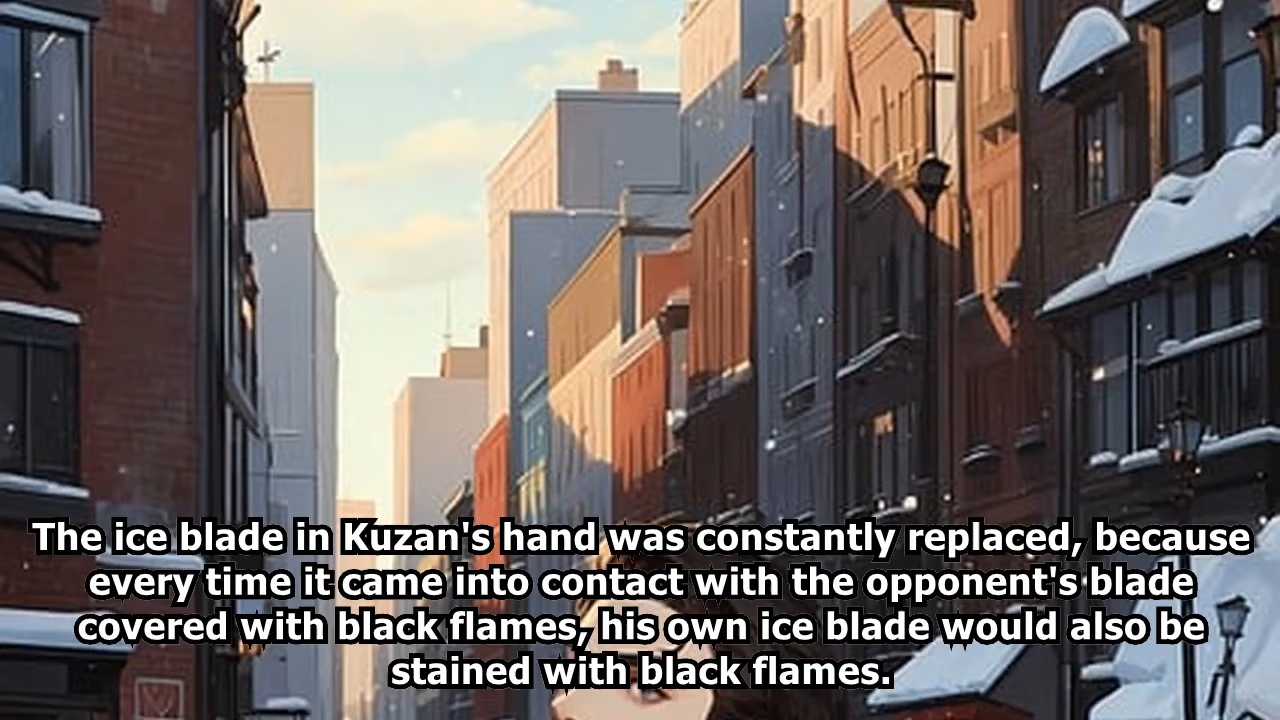 The ice blade in Kuzan's hand was constantly replaced, because
every time it came into contact with the opponent's blade
covered with black flames, his own ice blade would also be
stained with black flames.